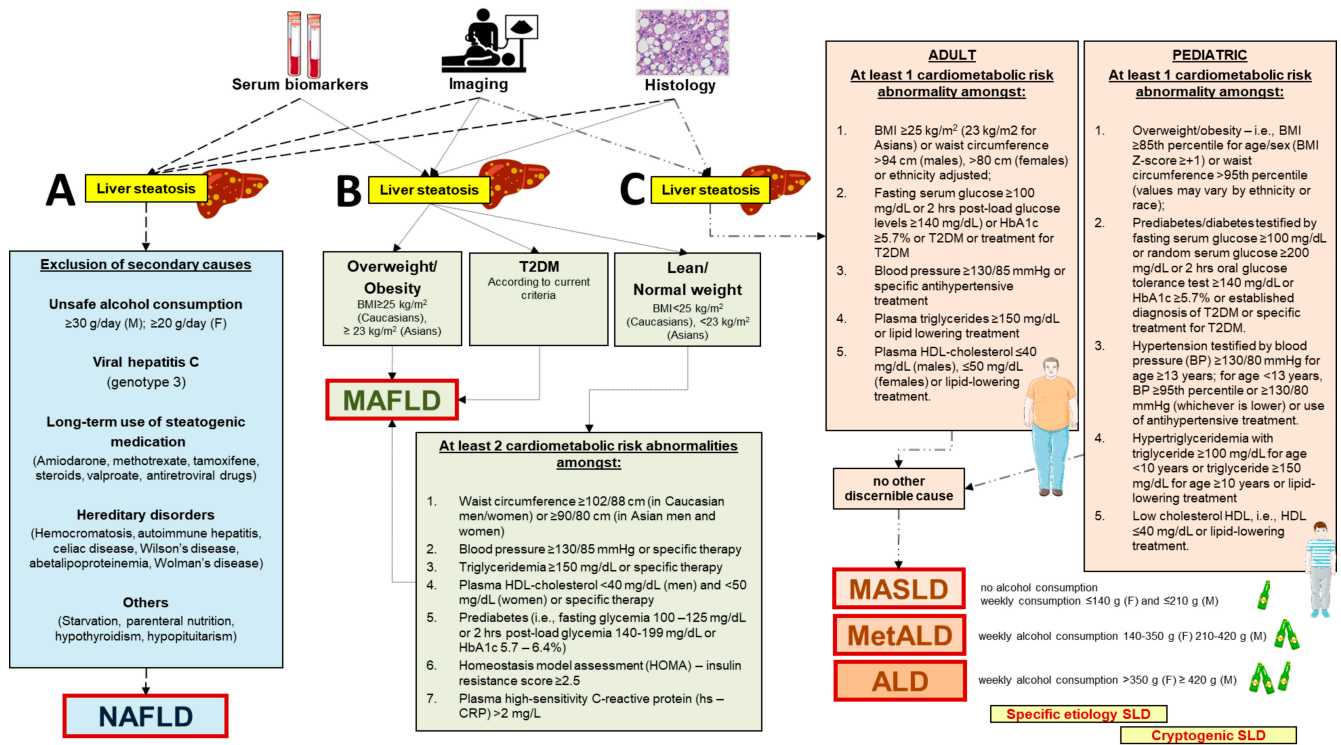 Serum biomarkers
Imaging
Histology
A
Liver steatosis
B
Liver steatosis
C
Liver steatosis
Exclusion of secondary causes
Unsafe alcohol consumption
≥30 g/day (M); ≥20 g/day (F)
Viral hepatitis C
(genotype 3)
Long-term use of steatogenic
medication
(Amiodarone, methotrexate, tamoxifene,
steroids, valproate, antiretroviral drugs)
Hereditary disorders
(Hemocromatosis, autoimmune hepatitis,
celiac disease, Wilson's disease,
abetalipoproteinemia, Wolman's disease)
Others
(Starvation, parenteral nutrition,
hypothyroidism, hypopituitarism)
NAFLD
Overweight/
Obesity
BMI≥25 kg/m²
(Caucasians),
≥ 23 kg/m² (Asians)
T2DM
According to current
criteria
Lean/
Normal weight
BMI<25 kg/m²
(Caucasians), <23 kg/m²
(Asians)
MAFLD
At least 2 cardiometabolic risk abnormalities
amongst:
1. Waist circumference ≥102/88 cm (in Caucasian
men/women) or ≥90/80 cm (in Asian men and
women)
2. Blood pressure ≥130/85 mmHg or specific therapy
3. Triglyceridemia ≥150 mg/dL or specific therapy
4. Plasma HDL-cholesterol <40 mg/dL (men) and <50
mg/dL (women) or specific therapy
5. Prediabetes (i.e., fasting glycemia 100 –125 mg/dL
or 2 hrs post-load glycemia 140-199 mg/dL or
HbA1c 5.7 – 6.4%)
6. Homeostasis model assessment (HOMA) – insulin
resistance score ≥2.5
7. Plasma high-sensitivity C-reactive protein (hs –
CRP) >2 mg/L
ADULT
At least 1 cardiometabolic risk
abnormality amongst:
1. BMI ≥25 kg/m² (23 kg/m2 for
Asians) or waist circumference
>94 cm (males), >80 cm (females)
or ethnicity adjusted;
2. Fasting serum glucose ≥100
mg/dL or 2 hrs post-load glucose
levels ≥140 mg/dL) or HbA1c
≥5.7% or T2DM or treatment for
T2DM
3. Blood pressure ≥130/85 mmHg or
specific antihypertensive
treatment
4. Plasma triglycerides ≥150 mg/dL
or lipid lowering treatment
5. Plasma HDL-cholesterol ≤40
mg/dL (males), ≤50 mg/dL
(females) or lipid-lowering
treatment.
PEDIATRIC
At least 1 cardiometabolic risk
abnormality amongst:
1. Overweight/obesity – i.e., BMI
≥85th percentile for age/sex (BMI
Z-score ≥+1) or waist
circumference >95th percentile
(values may vary by ethnicity or
race);
2. Prediabetes/diabetes testified by
fasting serum glucose ≥100 mg/dL
or random serum glucose ≥200
mg/dL or 2 hrs oral glucose
tolerance test ≥140 mg/dL or
HbA1c ≥5.7% or established
diagnosis of T2DM or specific
treatment for T2DM.
3. Hypertension testified by blood
pressure (BP) ≥130/80 mmHg for
age ≥13 years; for age <13 years,
BP ≥95th percentile or ≥130/80
mmHg (whichever is lower) or use
of antihypertensive treatment.
4. Hypertriglyceridemia with
triglyceride ≥100 mg/dL for age
<10 years or triglyceride ≥150
mg/dL for age ≥10 years or lipid-
lowering treatment
5. Low cholesterol HDL, i.e., HDL
≤40 mg/dL or lipid-lowering
treatment.
no other
discernible cause
MASLD
no alcohol consumption
weekly consumption ≤140 g (F) and ≤210 g (M)
MetALD
weekly alcohol consumption 140-350 g (F) 210-420 g (M)
ALD
weekly alcohol consumption >350 g (F) ≥ 420 g (M)
Specific etiology SLD
Cryptogenic SLD